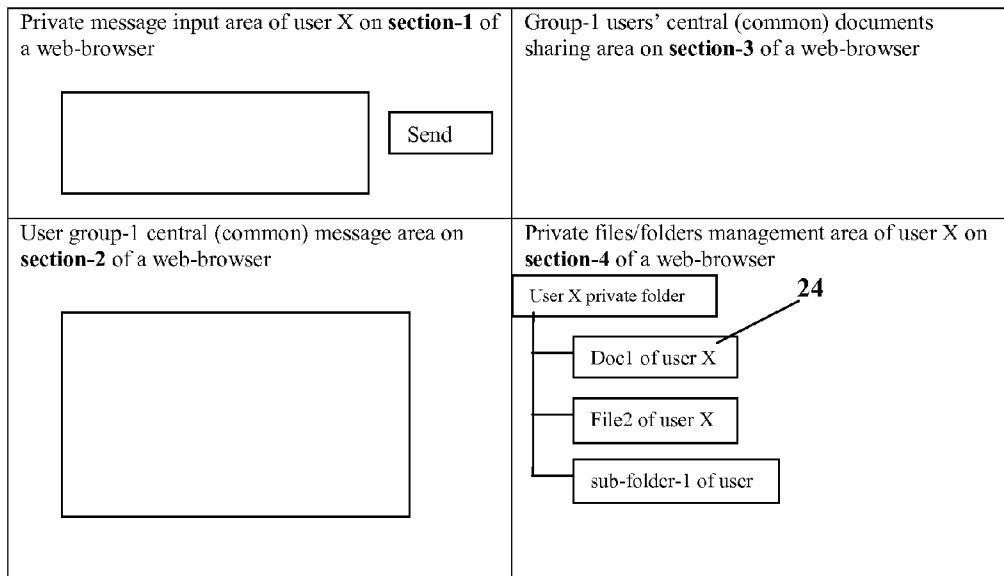 Private message input area of user X on section-1 of
a web-browser
Send
Group-1 users' central (common) documents
sharing area on section-3 of a web-browser
User group-1 central (common) message area on
section-2 of a web-browser
Private files/folders management area of user X on
section-4 of a web-browser
24
User X private folder
Doc1 of user X
File2 of user X
sub-folder-1 of user